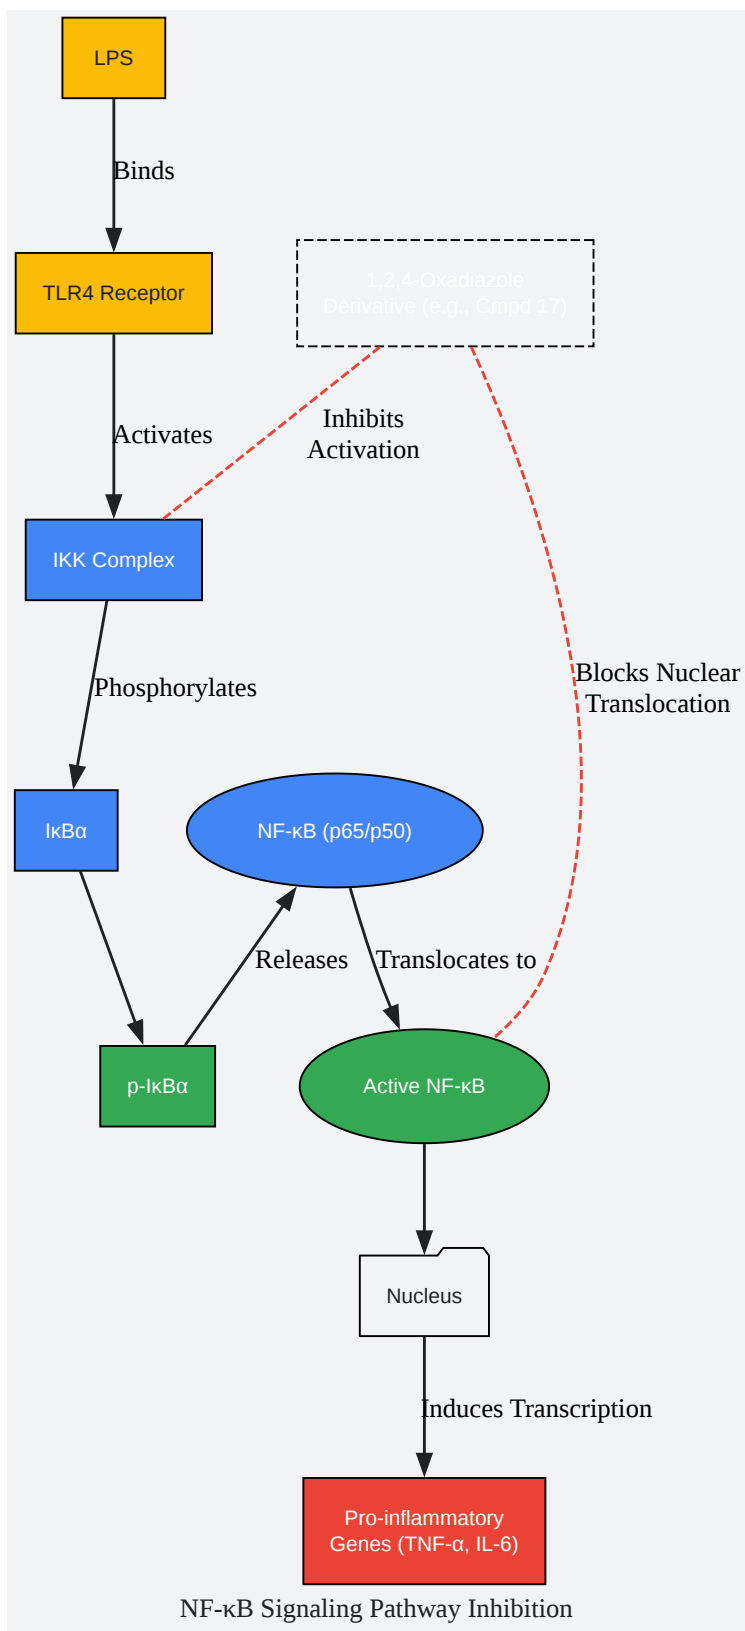 LPS
Binds
TLR4 Receptor
1,2,4-Oxadiazole
Derivative (e.g., Cmpd 17)
Activates
Inhibits
Activation
IKK Complex
Phosphorylates
Blocks Nuclear
Translocation
IκBα
NF-κB (p65/p50)
Releases
Translocates to
p-IκBα
Active NF-κB
Nucleus
Induces Transcription
Pro-inflammatory
Genes (TNF-α, IL-6)
NF-κB Signaling Pathway Inhibition